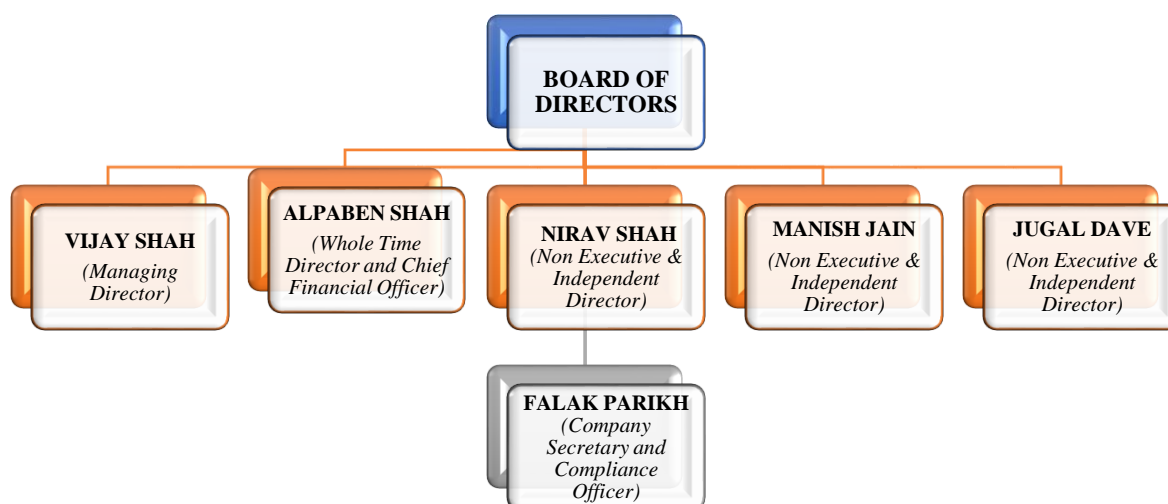 BOARD OF
DIRECTORS
VIJAY SHAH
(Managing
Director)
ALPABEN SHAH
(Whole Time
Director and Chief
Financial Officer)
NIRAV SHAH
(Non Executive &
Independent
Director)
MANISH JAIN
(Non Executive &
Independent
Director)
JUGAL DAVE
(Non Executive &
Independent
Director)
FALAK PARIKH
(Company
Secretary and
Compliance
Officer)